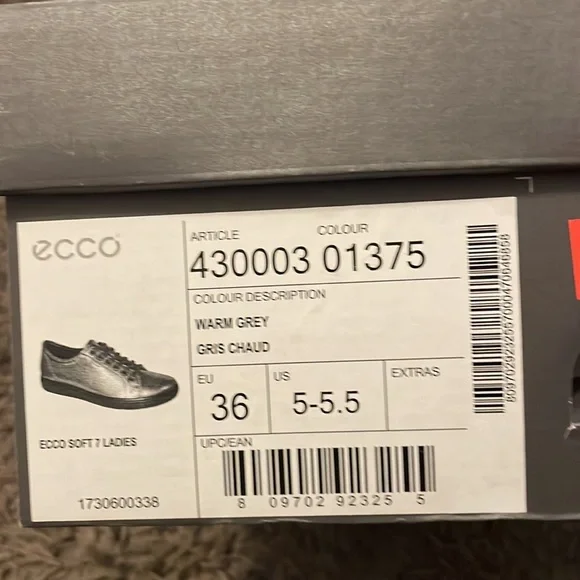 ecco
ARTICLE COLOUR
430003 01375
COLOUR DESCRIPTION
WARM GREY
GRIS CHAUD
EU US EXTRAS
36 5-5.5
ECCO SOFT 7 LADIES
1730600338
UPC/EAN
8 09702 92325 5